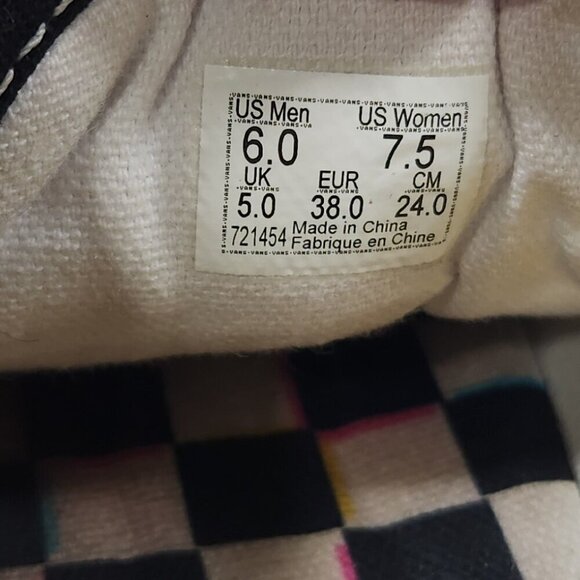 US Men US Women
6.0 7.5
UK EUR CM
5.0 38.0 24.0
721454 Made in China
Fabrique en Chine